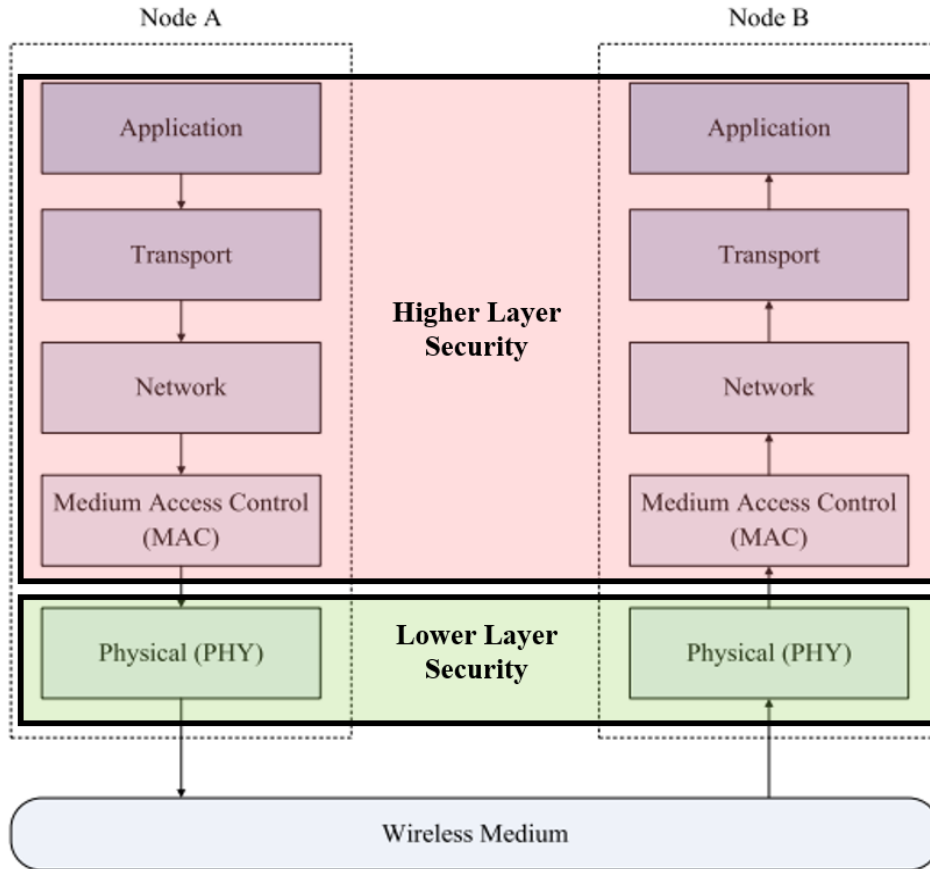 Node A
Node B
Application
Application
Transport
Transport
Higher Layer
Security
Network
Network
Medium Access Control
(MAC)
Medium Access Control
(MAC)
Lower Layer
Security
Physical (PHY)
Physical (PHY)
Wireless Medium